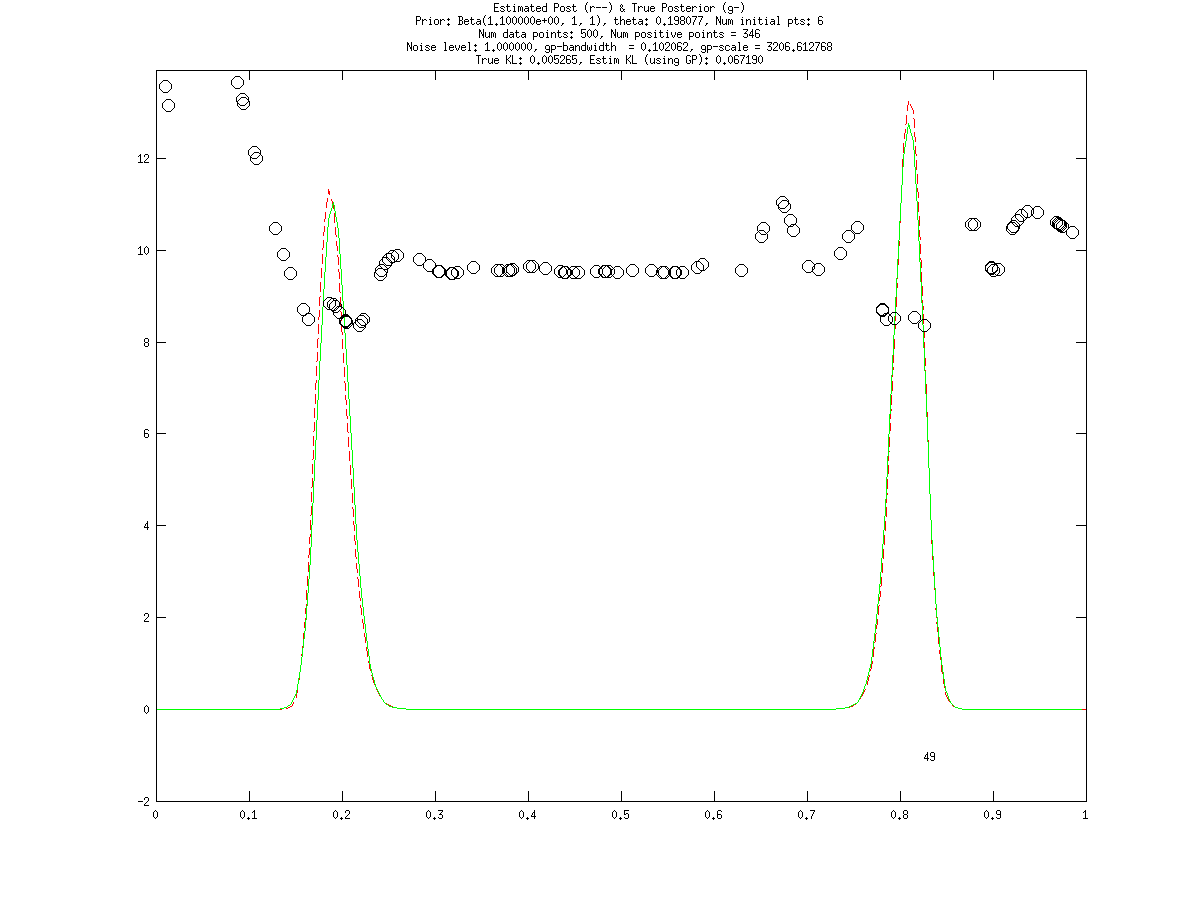 Estimated Post (r--) & True Posterior (g-)
Prior: Beta(1.100000e+00, 1, 1), theta: 0.198077, Num initial pts: 6
Num data points: 500, Num positive points = 346
Noise level: 1.000000, gp-bandwidth  = 0.102062, gp-scale = 3206.612768
True KL: 0.005265, Estim KL (using GP): 0.067190
12
10
8
6
4
2
0
49
-2
0 0.1 0.2 0.3 0.4 0.5 0.6 0.7 0.8 0.9 1